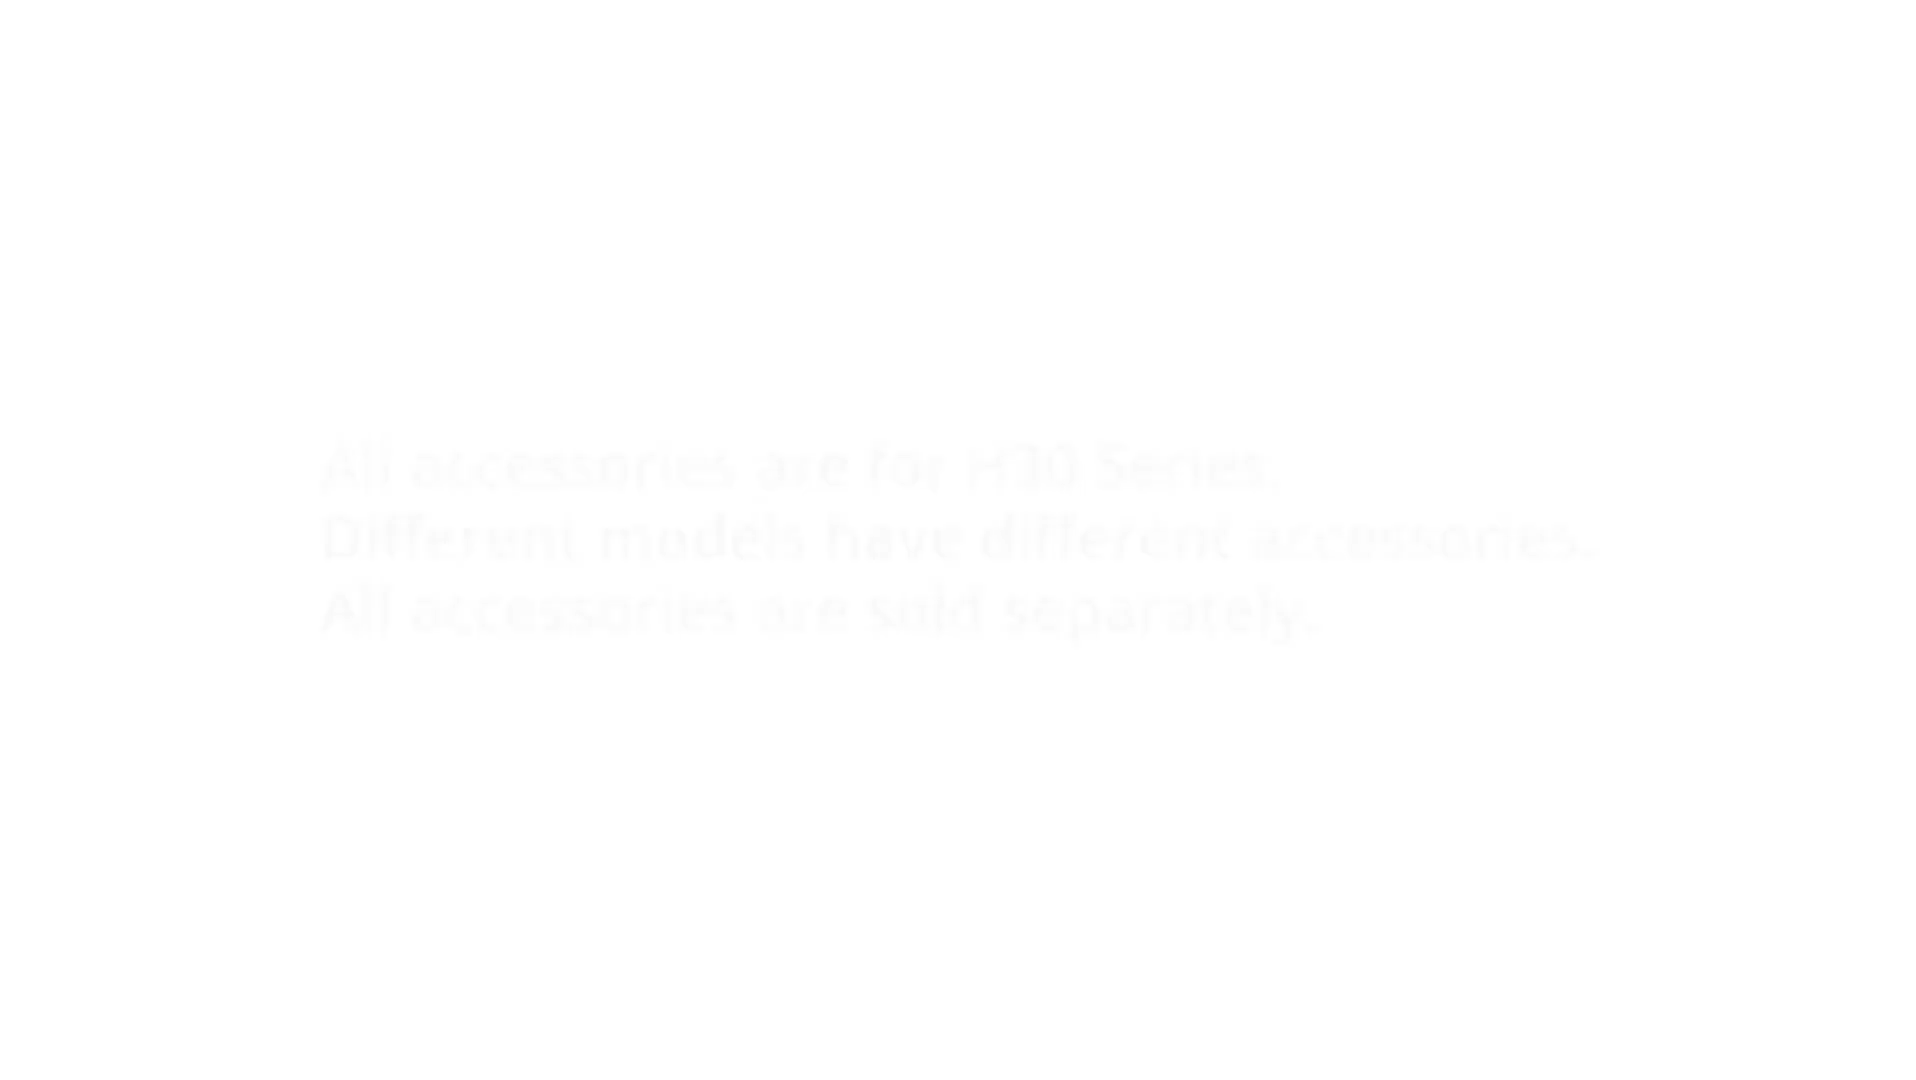 All accessories are for H30 Series.
Different models have different accessories.
All accessories are sold separately.